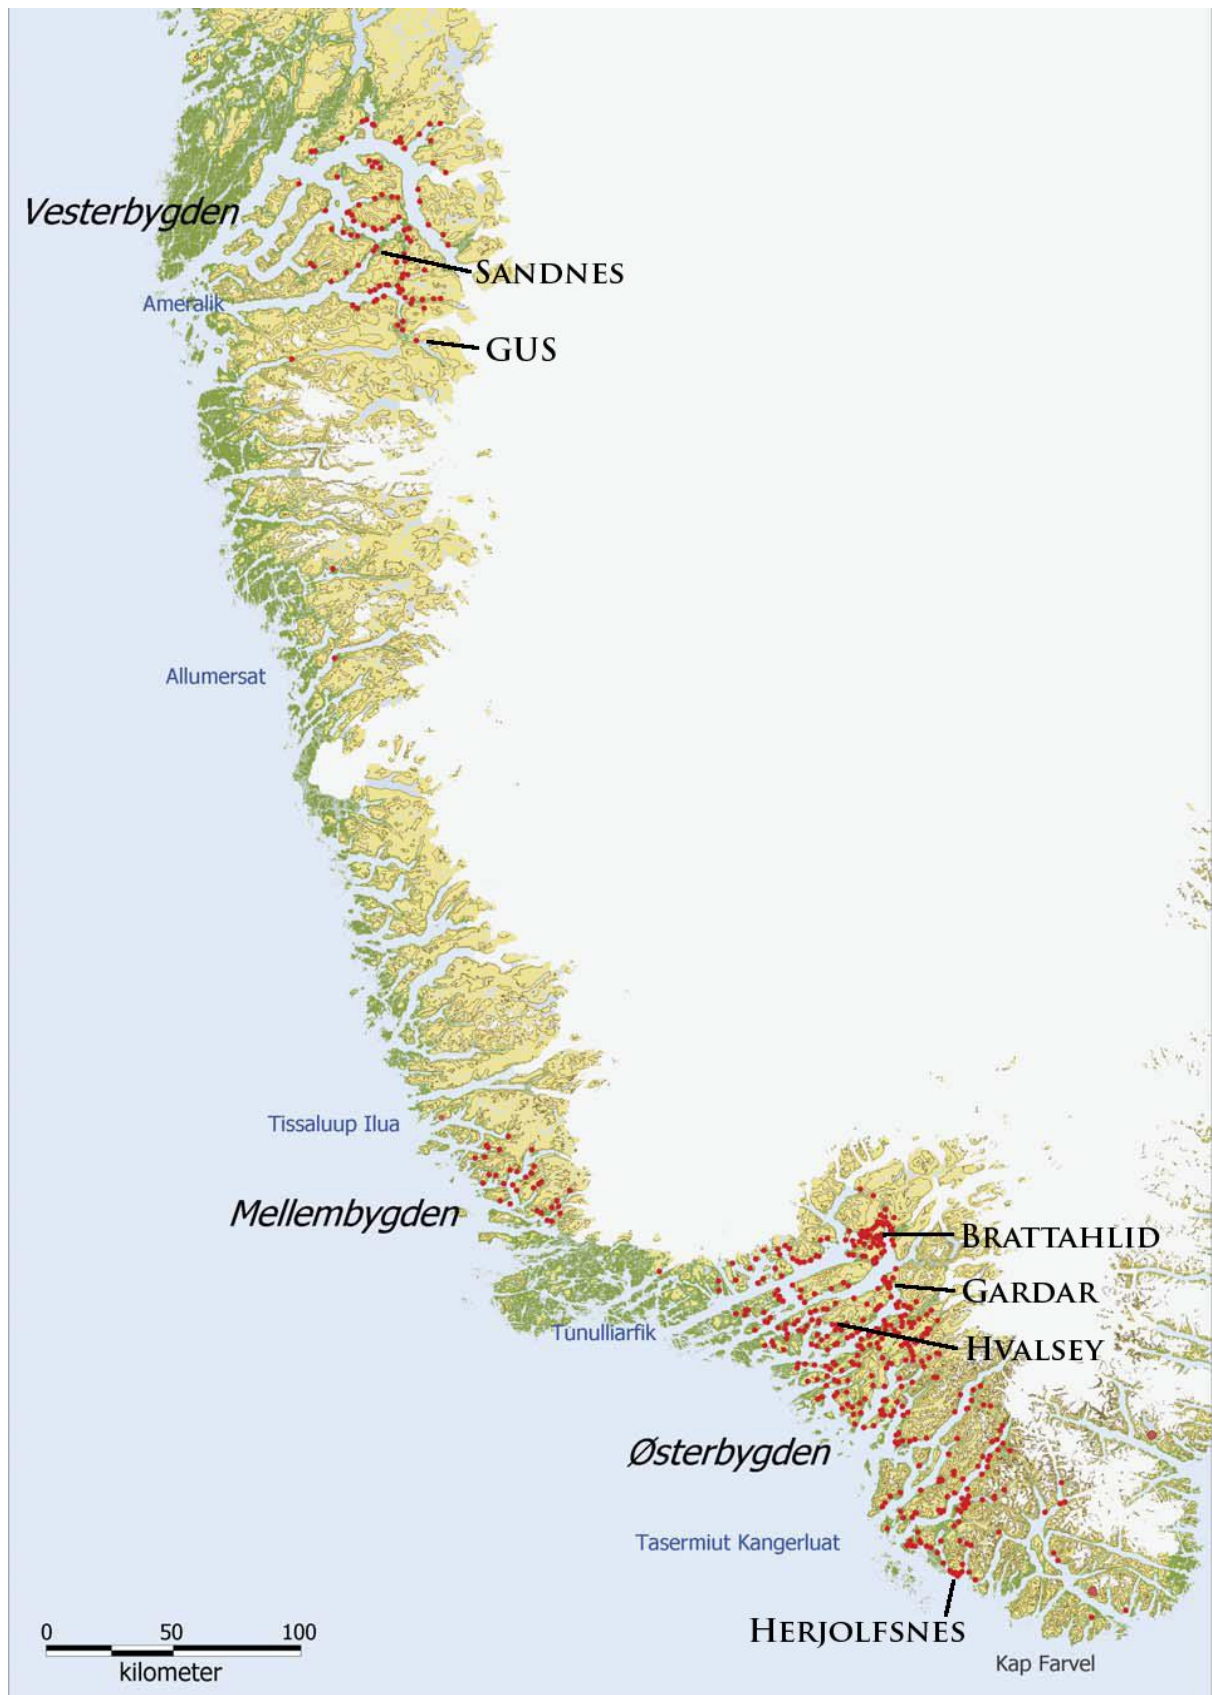 Vesterbygden
SANDNES
Ameralik
GUS
Allumersat
Tissaluup Ilua
Mellembygden
BRATTAHLID
GARDAR
Tunulliarfik
HVALSEY
Østerbygden
Tasermiut Kangerluat
0 50 100
kilometer
HERJOLFSNES
Kap Farvel